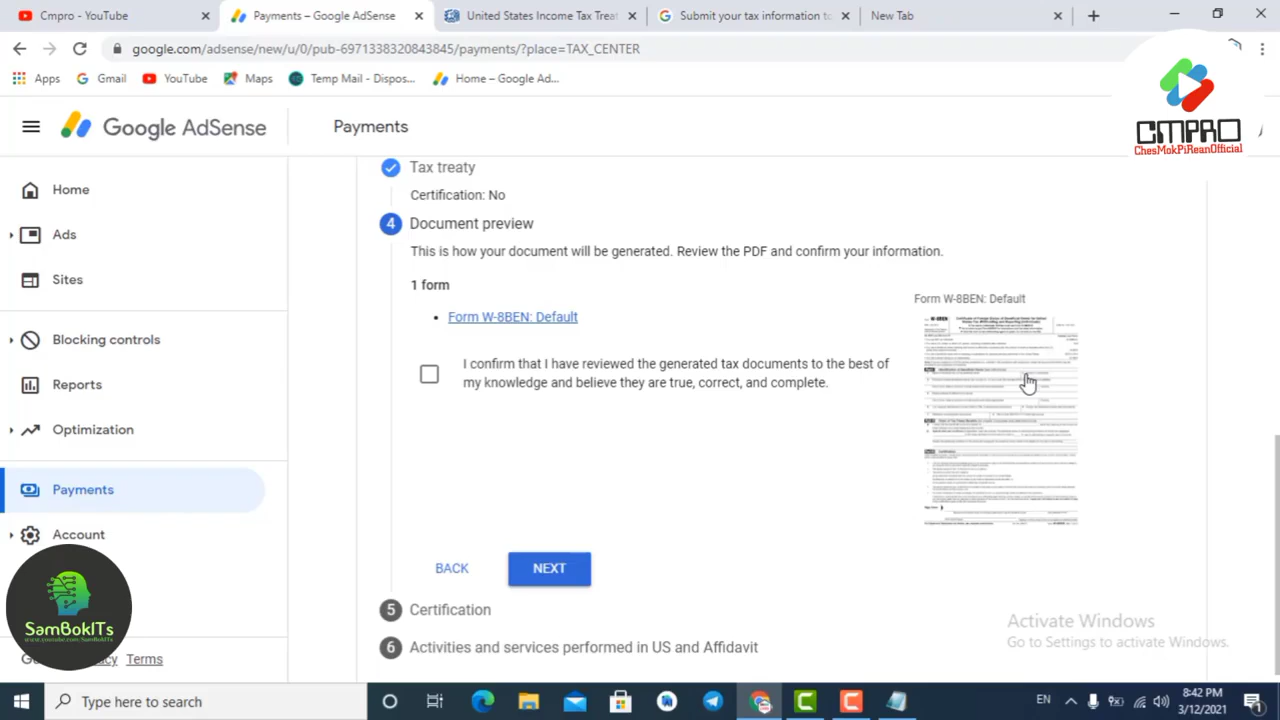 Cmpro - YouTube
Payments – Google AdSense
United States Income Tax Treat
Submit your tax information to
New Tab
google.com/adsense/new/u/0/pub-6971338320843845/payments/?place=TAX_CENTER
Apps
Gmail
YouTube
Maps
Temp Mail - Dispos...
Home – Google Ad...
CMPRO
ChesMokPiReanOfficial
Google AdSense
Payments
Home
Ads
Sites
Blocking controls
Reports
Optimization
Payments
Account
Tax treaty
Certification: No
4 Document preview
This is how your document will be generated. Review the PDF and confirm your information.
1 form
Form W-8BEN: Default
Form W-8BEN: Default
I confirm that I have reviewed the generated tax documents to the best of
my knowledge and believe they are true, correct, and complete.
BACK
NEXT
5 Certification
6 Activities and services performed in US and Affidavit
SamBokITs
www.youtube.com/SamBokITs
Terms
Activate Windows
Go to Settings to activate Windows.
Type here to search
EN
8:42 PM
3/12/2021
1